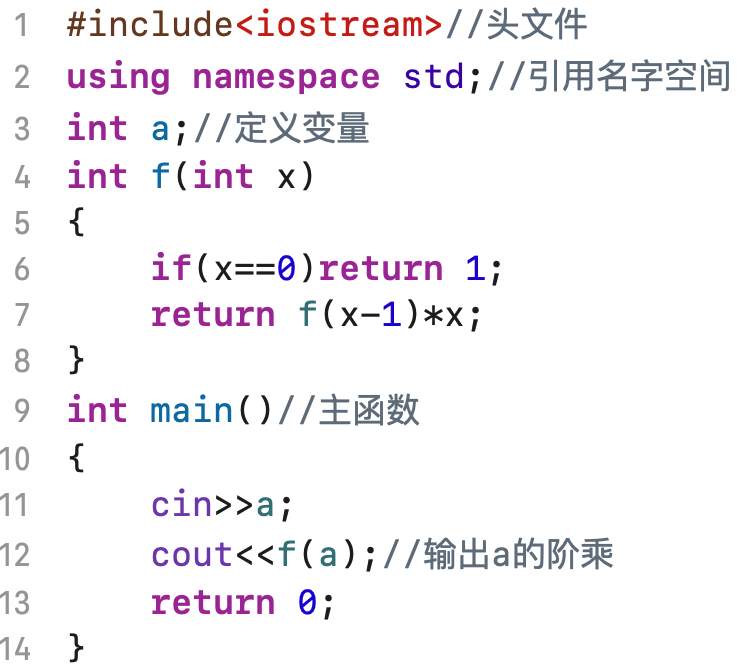 1 #include<iostream>//头文件
2 using namespace std;//引用名字空间
3 int a;//定义变量
4 int f(int x)
5 {
6     if(x==0)return 1;
7     return f(x-1)*x;
8 }
9 int main()//主函数
10 {
11     cin>>a;
12     cout<<f(a);//输出a的阶乘
13     return 0;
14 }